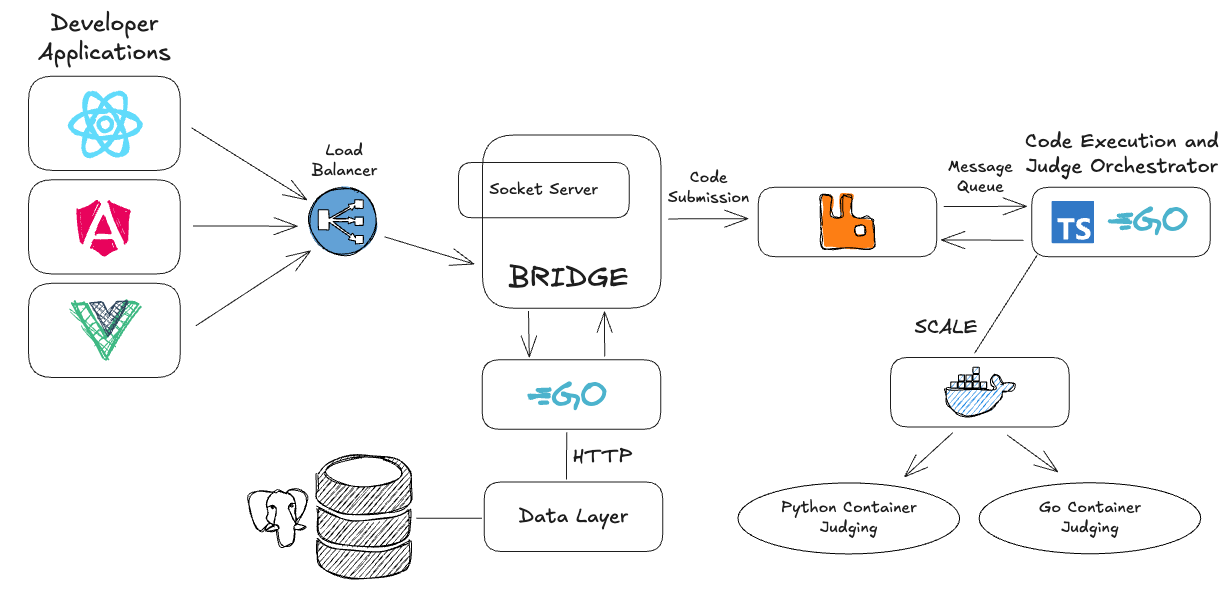 Developer
Applications
Load
Balancer
Socket Server
BRIDGE
Code
Submission
Message
Queue
Code Execution and
Judge Orchestrator
TS
GO
SCALE
GO
HTTP
Data Layer
Python Container
Judging
Go Container
Judging